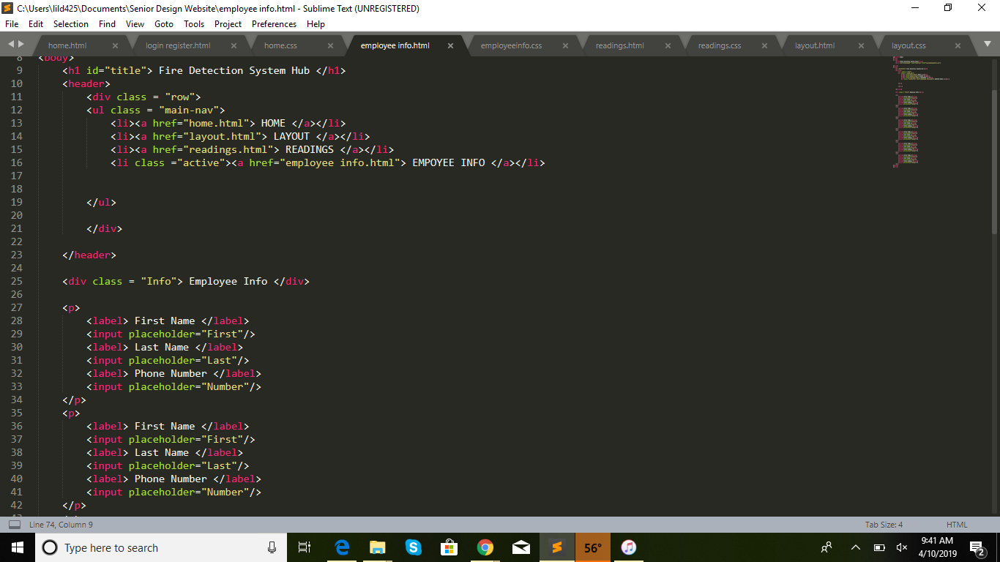 C:\Users\lild425\Documents\Senior Design Website\employee info.html - Sublime Text (UNREGISTERED)
File Edit Selection Find View Goto Tools Project Preferences Help
home.html login register.html home.css employee info.html employeeinfo.css readings.html readings.css layout.html layout.css
8 <body>
9 <h1 id="title"> Fire Detection System Hub </h1>
10 <header>
11 <div class = "row">
12 <ul class = "main-nav">
13 <li><a href="home.html"> HOME </a></li>
14 <li><a href="layout.html"> LAYOUT </a></li>
15 <li><a href="readings.html"> READINGS </a></li>
16 <li class ="active"><a href="employee info.html"> EMPOYEE INFO </a></li>
17
18
19 </ul>
20
21 </div>
22
23 </header>
24
25 <div class = "Info"> Employee Info </div>
26
27 <p>
28 <label> First Name </label>
29 <input placeholder="First"/>
30 <label> Last Name </label>
31 <input placeholder="Last"/>
32 <label> Phone Number </label>
33 <input placeholder="Number"/>
34 </p>
35 <p>
36 <label> First Name </label>
37 <input placeholder="First"/>
38 <label> Last Name </label>
39 <input placeholder="Last"/>
40 <label> Phone Number </label>
41 <input placeholder="Number"/>
42 </p>
Line 74, Column 9 Tab Size: 4 HTML
Type here to search 56° 9:41 AM
4/10/2019 2